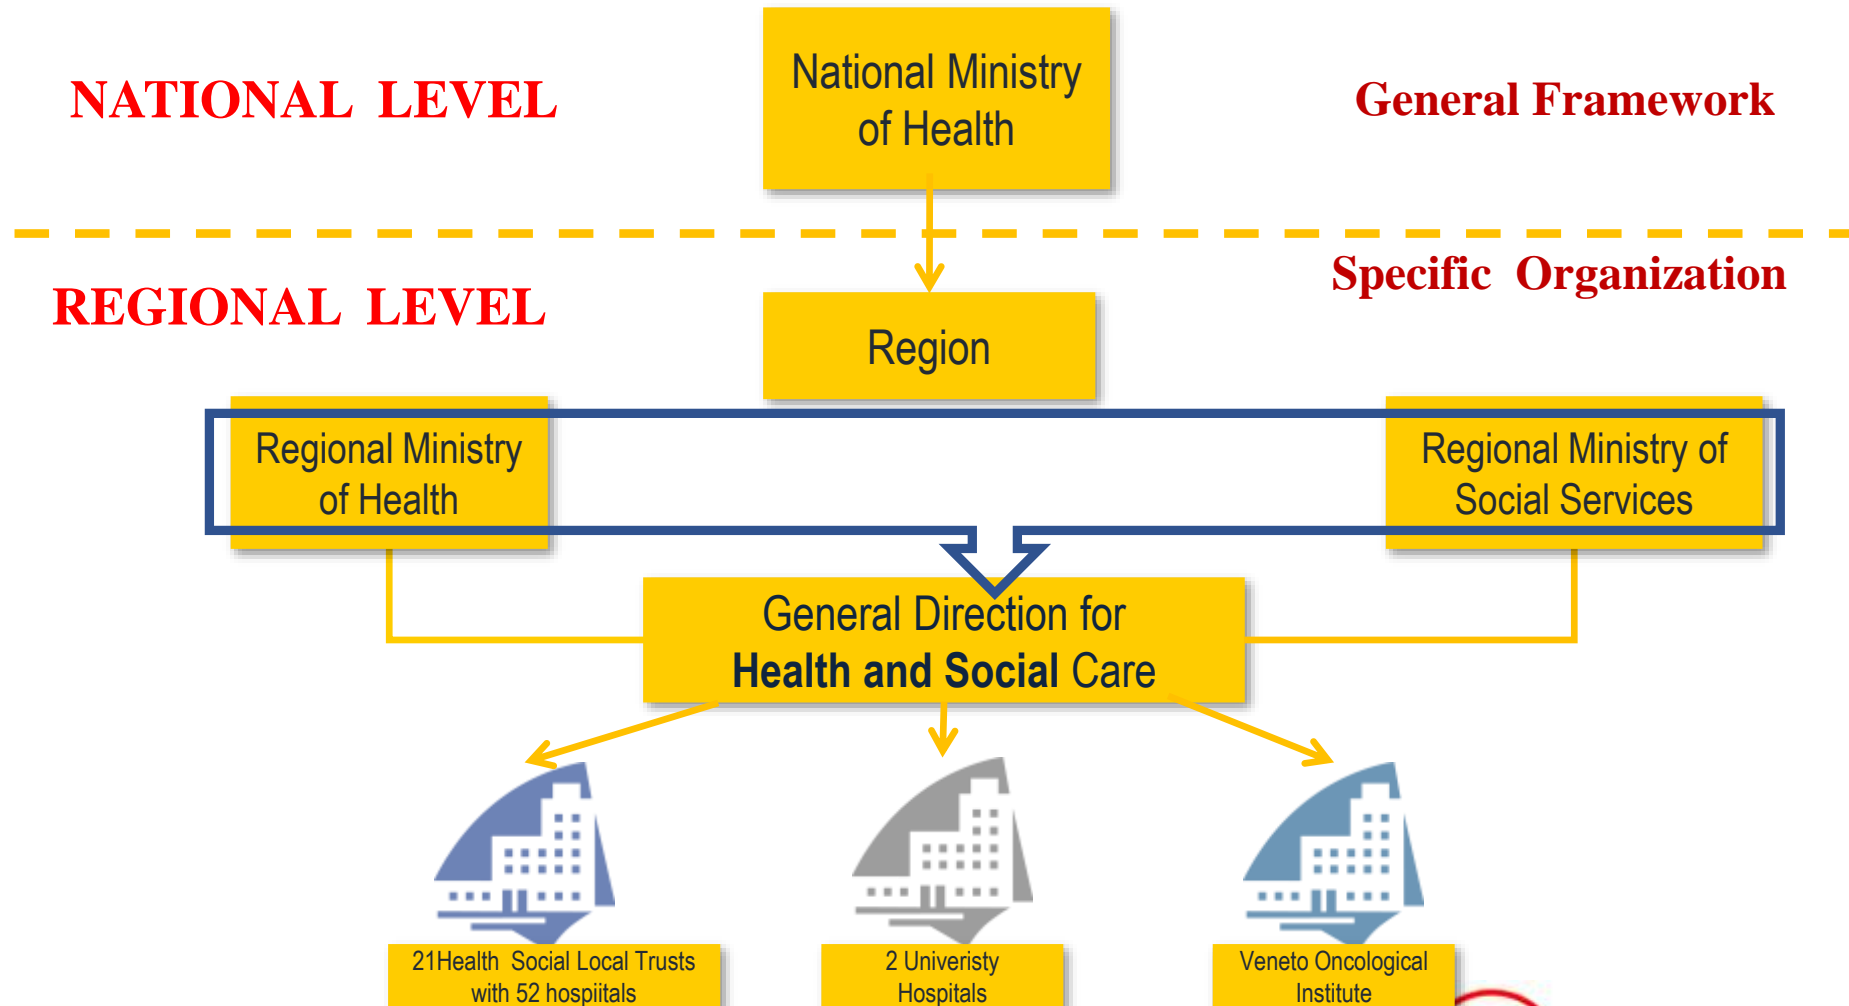 NATIONAL LEVEL
National Ministry
of Health
General Framework
REGIONAL LEVEL
Specific Organization
Region
Regional Ministry
of Health
Regional Ministry of
Social Services
General Direction for
Health and Social Care
21Health Social Local Trusts
with 52 hospiitals
2 Univeristy
Hospitals
Veneto Oncological
Institute